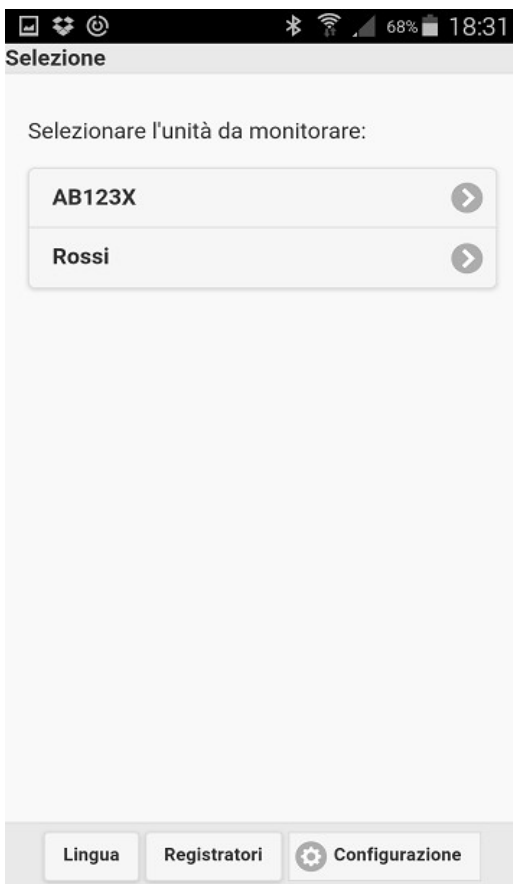 68% 18:31
Selezione
Selezionare l'unità da monitorare:
AB123X
Rossi
Lingua Registratori Configurazione